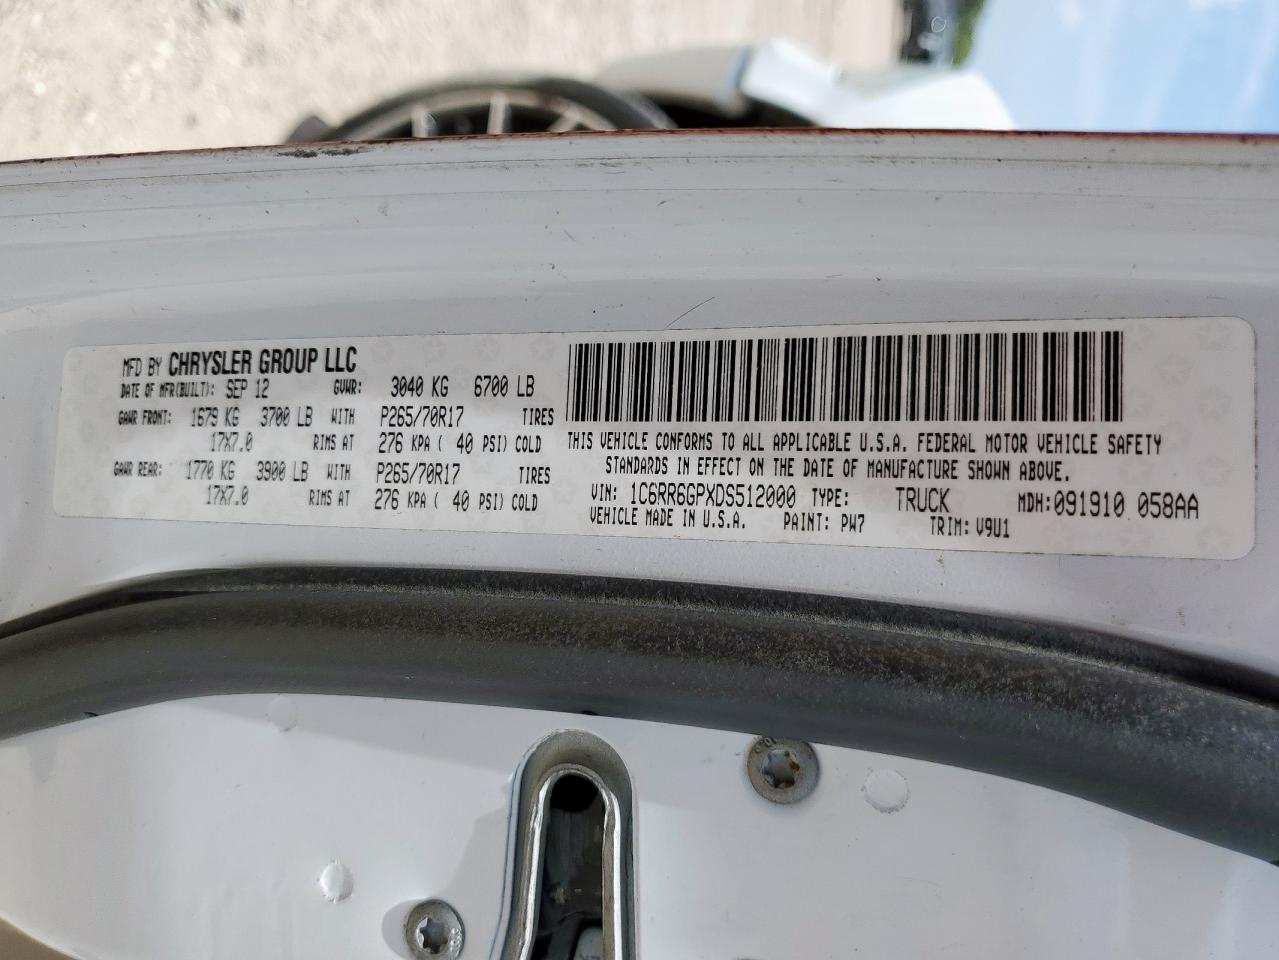 MFD BY CHRYSLER GROUP LLC
DATE OF MFR(BUILT): SEP 12 GVWR: 3040 KG 6700 LB
GAWR FRONT: 1679 KG 3700 LB WITH P265/70R17 TIRES
17X7.0 RIMS AT 276 KPA ( 40 PSI) COLD
GAWR REAR: 1770 KG 3900 LB WITH P265/70R17 TIRES
17X7.0 RIMS AT 276 KPA ( 40 PSI) COLD
THIS VEHICLE CONFORMS TO ALL APPLICABLE U.S.A. FEDERAL MOTOR VEHICLE SAFETY
STANDARDS IN EFFECT ON THE DATE OF MANUFACTURE SHOWN ABOVE.
VIN: 1C6RR6GPXDS512000 TYPE: TRUCK MDH:091910 058AA
VEHICLE MADE IN U.S.A. PAINT: PW7 TRIM: V9U1